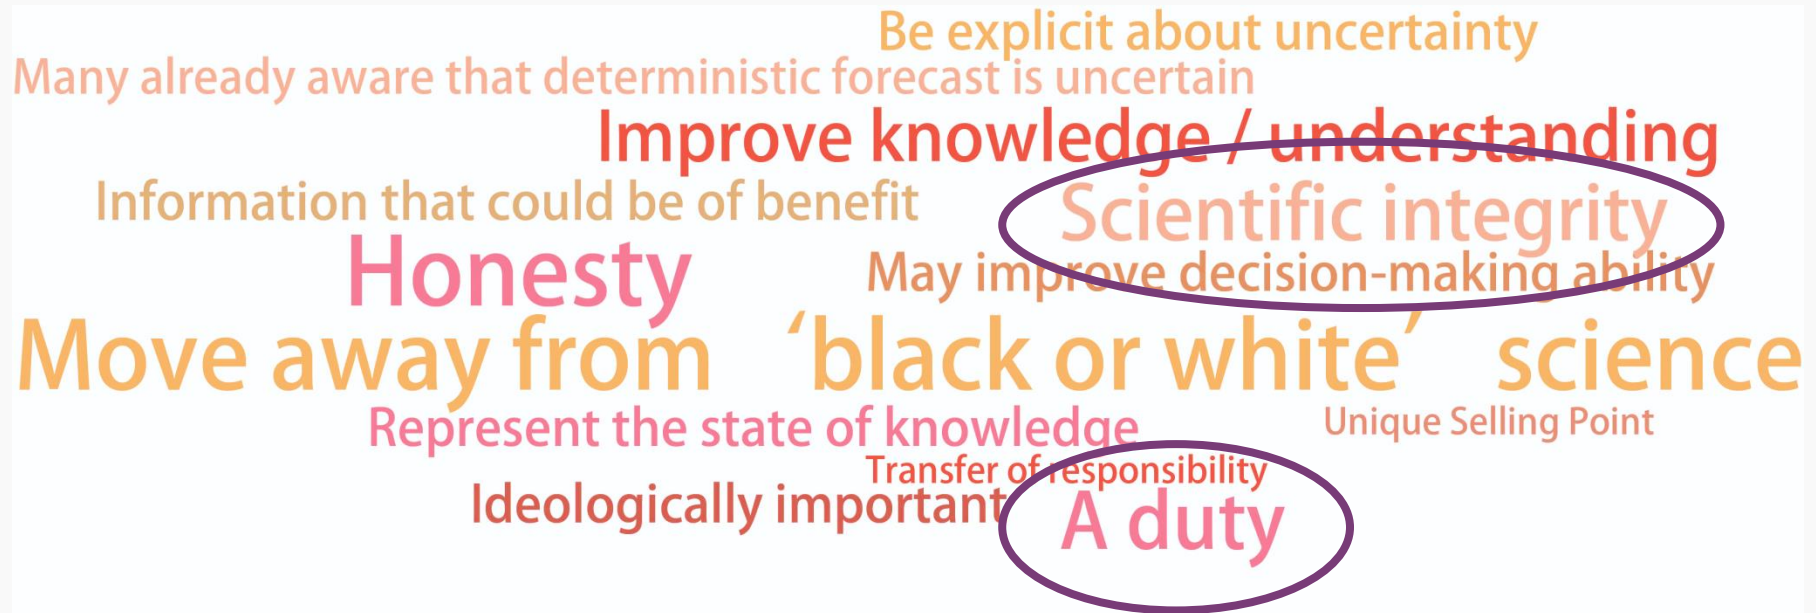 Be explicit about uncertainty
Many already aware that deterministic forecast is uncertain
Improve knowledge / understanding
Information that could be of benefit
Scientific integrity
Honesty
May improve decision-making ability
Move away from ‘black or white’ science
Represent the state of knowledge
Unique Selling Point
Transfer of responsibility
Ideologically important
A duty